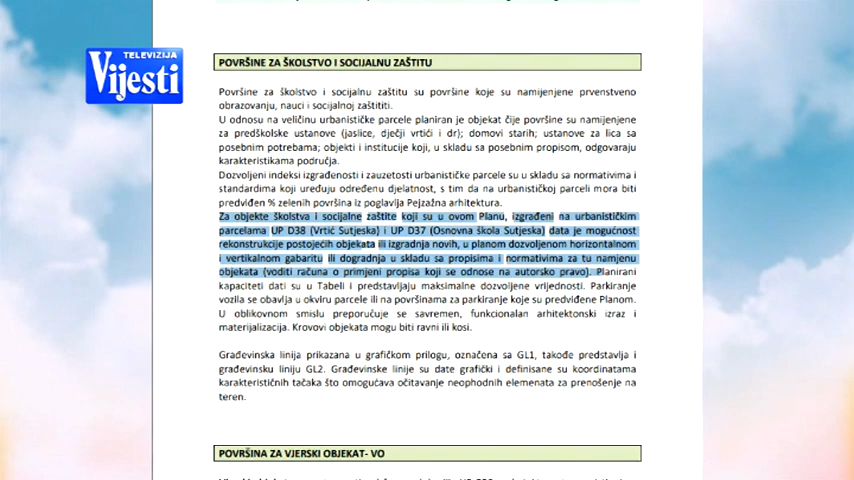 TELEVIZIJA
Vijesti
POVRŠINE ZA ŠKOLSTVO I SOCIJALNU ZAŠTITU
Površine za školstvo i socijalnu zaštitu su površine koje su namijenjene prvenstveno
obrazovanju, nauci i socijalnoj zaštititi.
U odnosu na veličinu urbanističke parcele planiran je objekat čije površine su namijenjene
za predškolske ustanove (jaslice, dječji vrtići i dr); domovi starih; ustanove za lica sa
posebnim potrebama; objekti i institucije koji, u skladu sa posebnim propisom, odgovaraju
karakteristikama područja.
Dozvoljeni indeksi izgrađenosti i zauzetosti urbanističke parcele su u skladu sa normativima i
standardima koji uređuju određenu djelatnost, s tim da na urbanističkoj parceli mora biti
predviđen % zelenih površina iz poglavlja Pejzažna arhitektura.
Za objekte školstva i socijalne zaštite koji su u ovom Planu, izgrađeni na urbanističkim
parcelama UP D38 (Vrtić Sutjeska) i UP D37 (Osnovna škola Sutjeska) data je mogućnost
rekonstrukcije postojećih objekata ili izgradnja novih, u planom dozvoljenom horizontalnom
i vertikalnom gabaritu ili dogradnja u skladu sa propisima i normativima za tu namjenu
objekata (voditi računa o primjeni propisa koji se odnose na autorsko pravo). Planirani
kapaciteti dati su u Tabeli i predstavljaju maksimalne dozvoljene vrijednosti. Parkiranje
vozila se obavlja u okviru parcele ili na površinama za parkiranje koje su predviđene Planom.
U oblikovnom smislu preporučuje se savremen, funkcionalan arhitektonski izraz i
materijalizacija. Krovovi objekata mogu biti ravni ili kosi.
Građevinska linija prikazana u grafičkom prilogu, označena sa GL1, takođe predstavlja i
građevinsku liniju GL2. Građevinske linije su date grafički i definisane su koordinatama
karakterističnih tačaka što omogućava očitavanje neophodnih elemenata za prenošenje na
teren.
POVRŠINA ZA VJERSKI OBJEKAT- VO